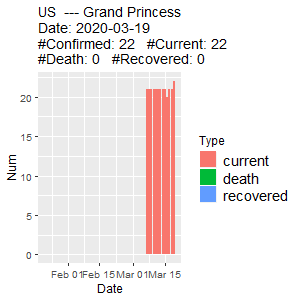 US --- Grand Princess
Date: 2020-03-19
#Confirmed: 22 #Current: 22
#Death: 0 #Recovered: 0
Num
20
15
10
5
0
Feb 01 Feb 15 Mar 01 Mar 15
Date
Type
current
death
recovered